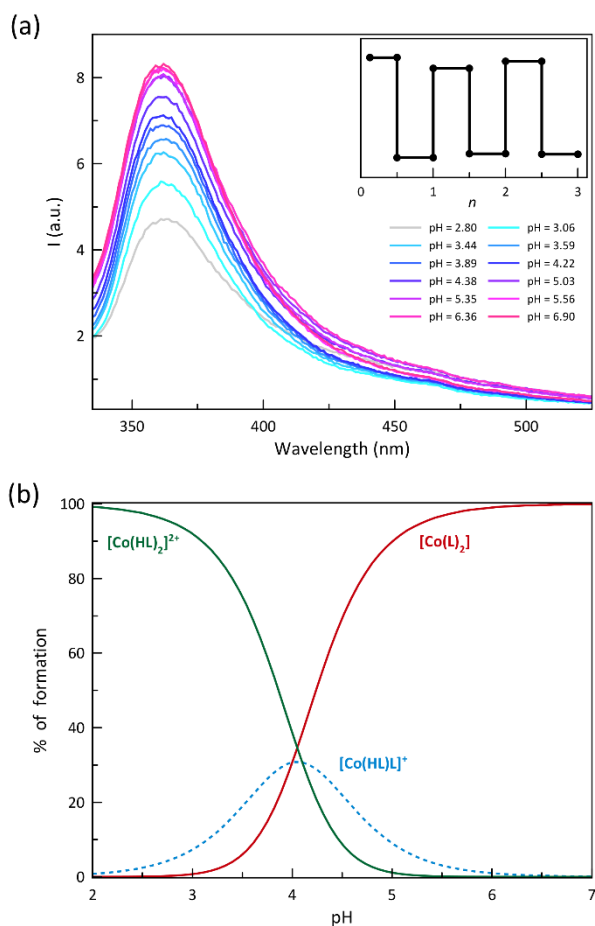 (a)
I (a.u.)
8
6
4
2
350
400
450
500
Wavelength (nm)
0
1
2
3
n
pH = 2.80
pH = 3.06
pH = 3.44
pH = 3.59
pH = 3.89
pH = 4.22
pH = 4.38
pH = 5.03
pH = 5.35
pH = 5.56
pH = 6.36
pH = 6.90
(b)
% of formation
100
80
60
40
20
0
[Co(HL)₂]²⁺
[Co(L)₂]
[Co(HL)L]⁺
2
3
4
5
6
7
pH